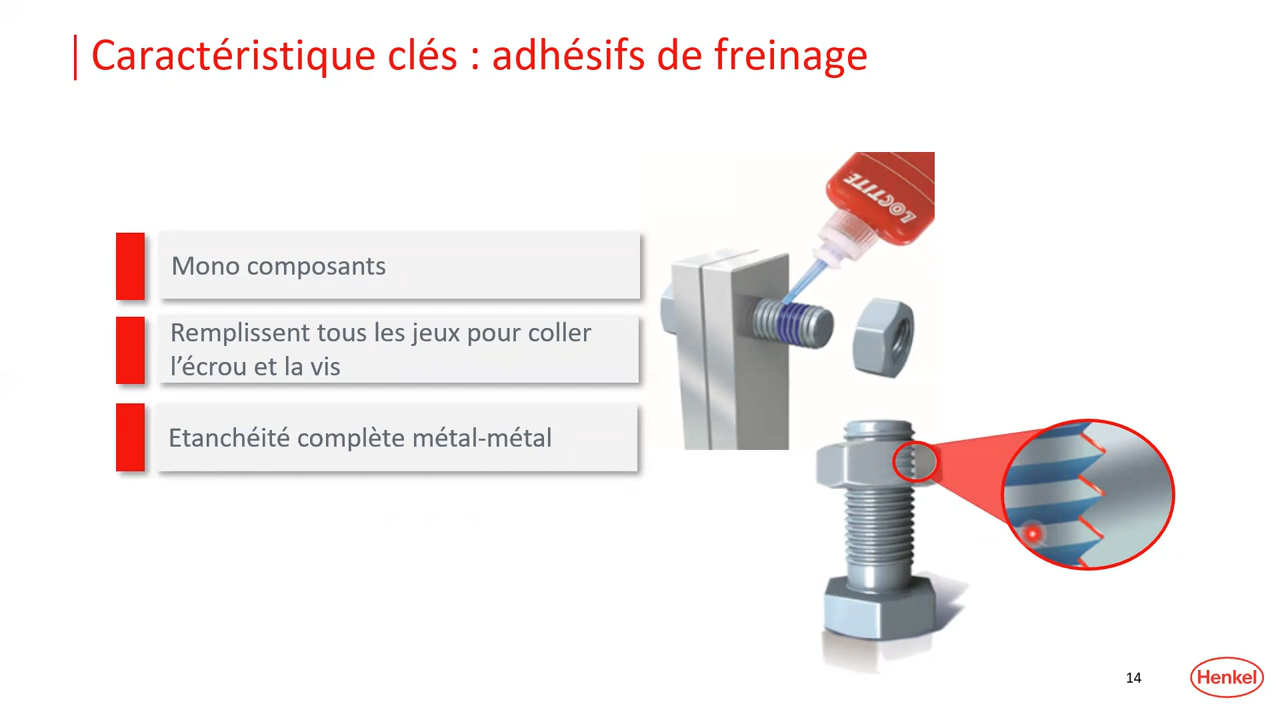 Caractéristique clés : adhésifs de freinage
LOCTITE
Mono composants
Remplissent tous les jeux pour coller
l’écrou et la vis
Etanchéité complète métal-métal
14
Henkel